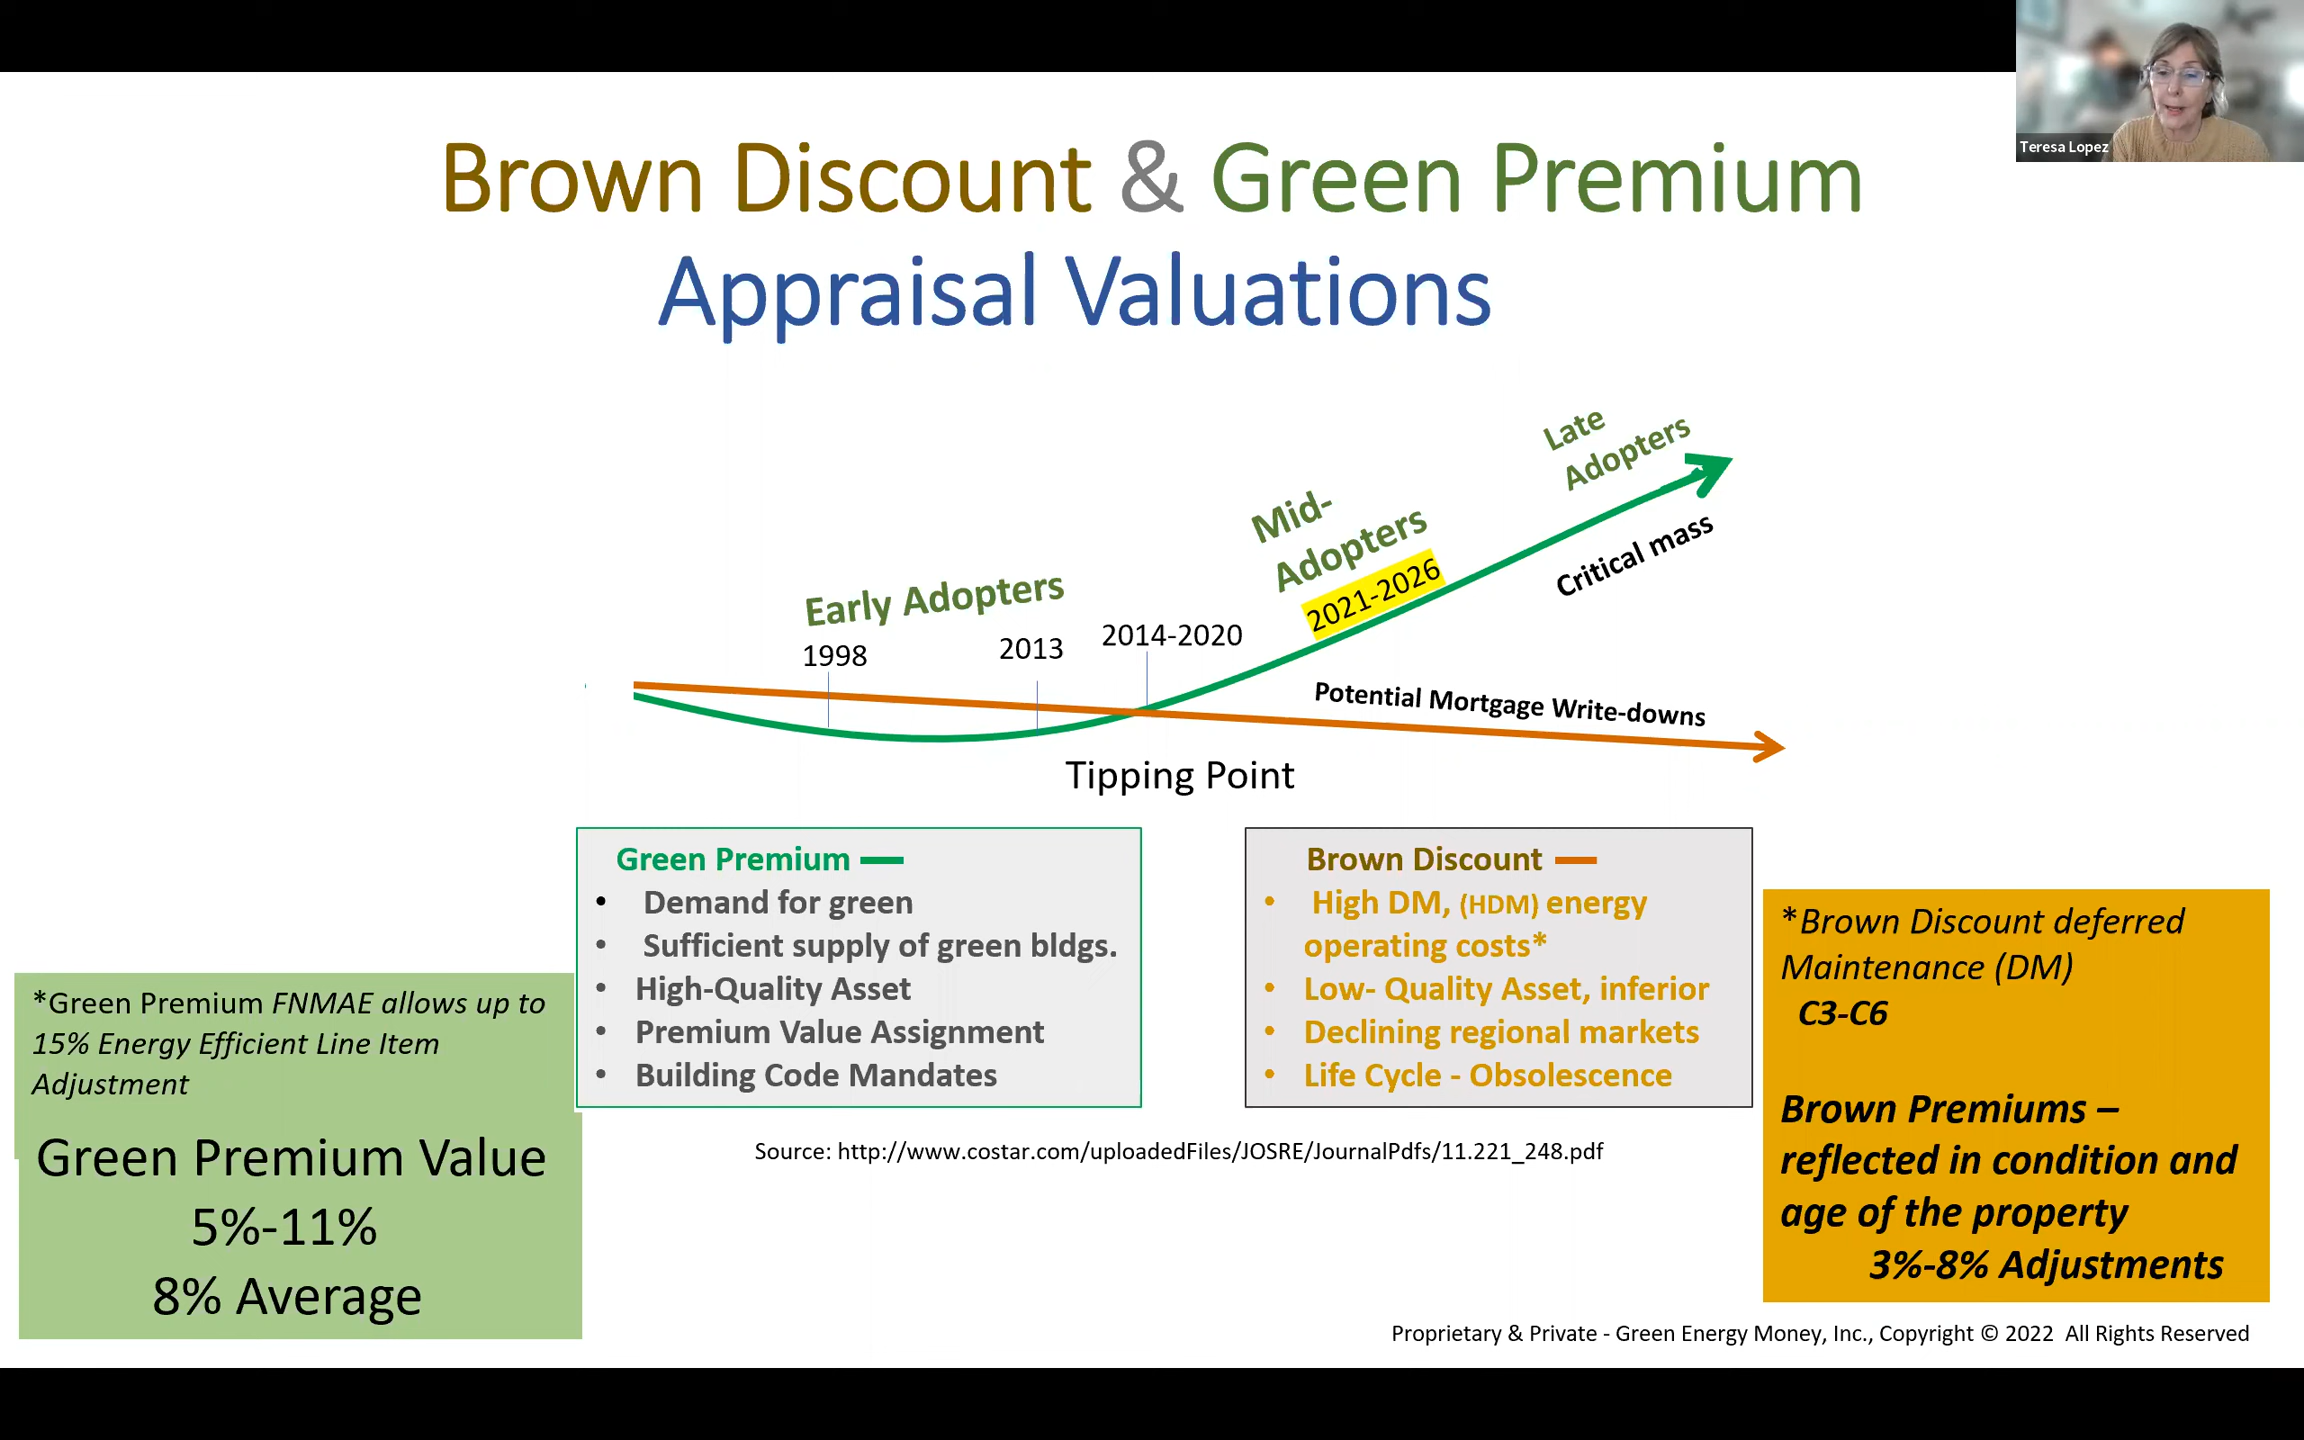 Teresa Lopez
Brown Discount & Green Premium
Appraisal Valuations
Late
Adopters
Mid-
Adopters
2021-2026
Critical mass
Early Adopters
1998
2013
2014-2020
Potential Mortgage Write-downs
Tipping Point
Green Premium
• Demand for green
• Sufficient supply of green bldgs.
• High-Quality Asset
• Premium Value Assignment
• Building Code Mandates
Brown Discount
• High DM, (HDM) energy
operating costs*
• Low- Quality Asset, inferior
• Declining regional markets
• Life Cycle - Obsolescence
*Green Premium FNMAE allows up to
15% Energy Efficient Line Item
Adjustment
Green Premium Value
5%-11%
8% Average
*Brown Discount deferred
Maintenance (DM)
C3-C6
Brown Premiums –
reflected in condition and
age of the property
3%-8% Adjustments
Source: http://www.costar.com/uploadedFiles/JOSRE/JournalPdfs/11.221_248.pdf
Proprietary & Private - Green Energy Money, Inc., Copyright © 2022 All Rights Reserved